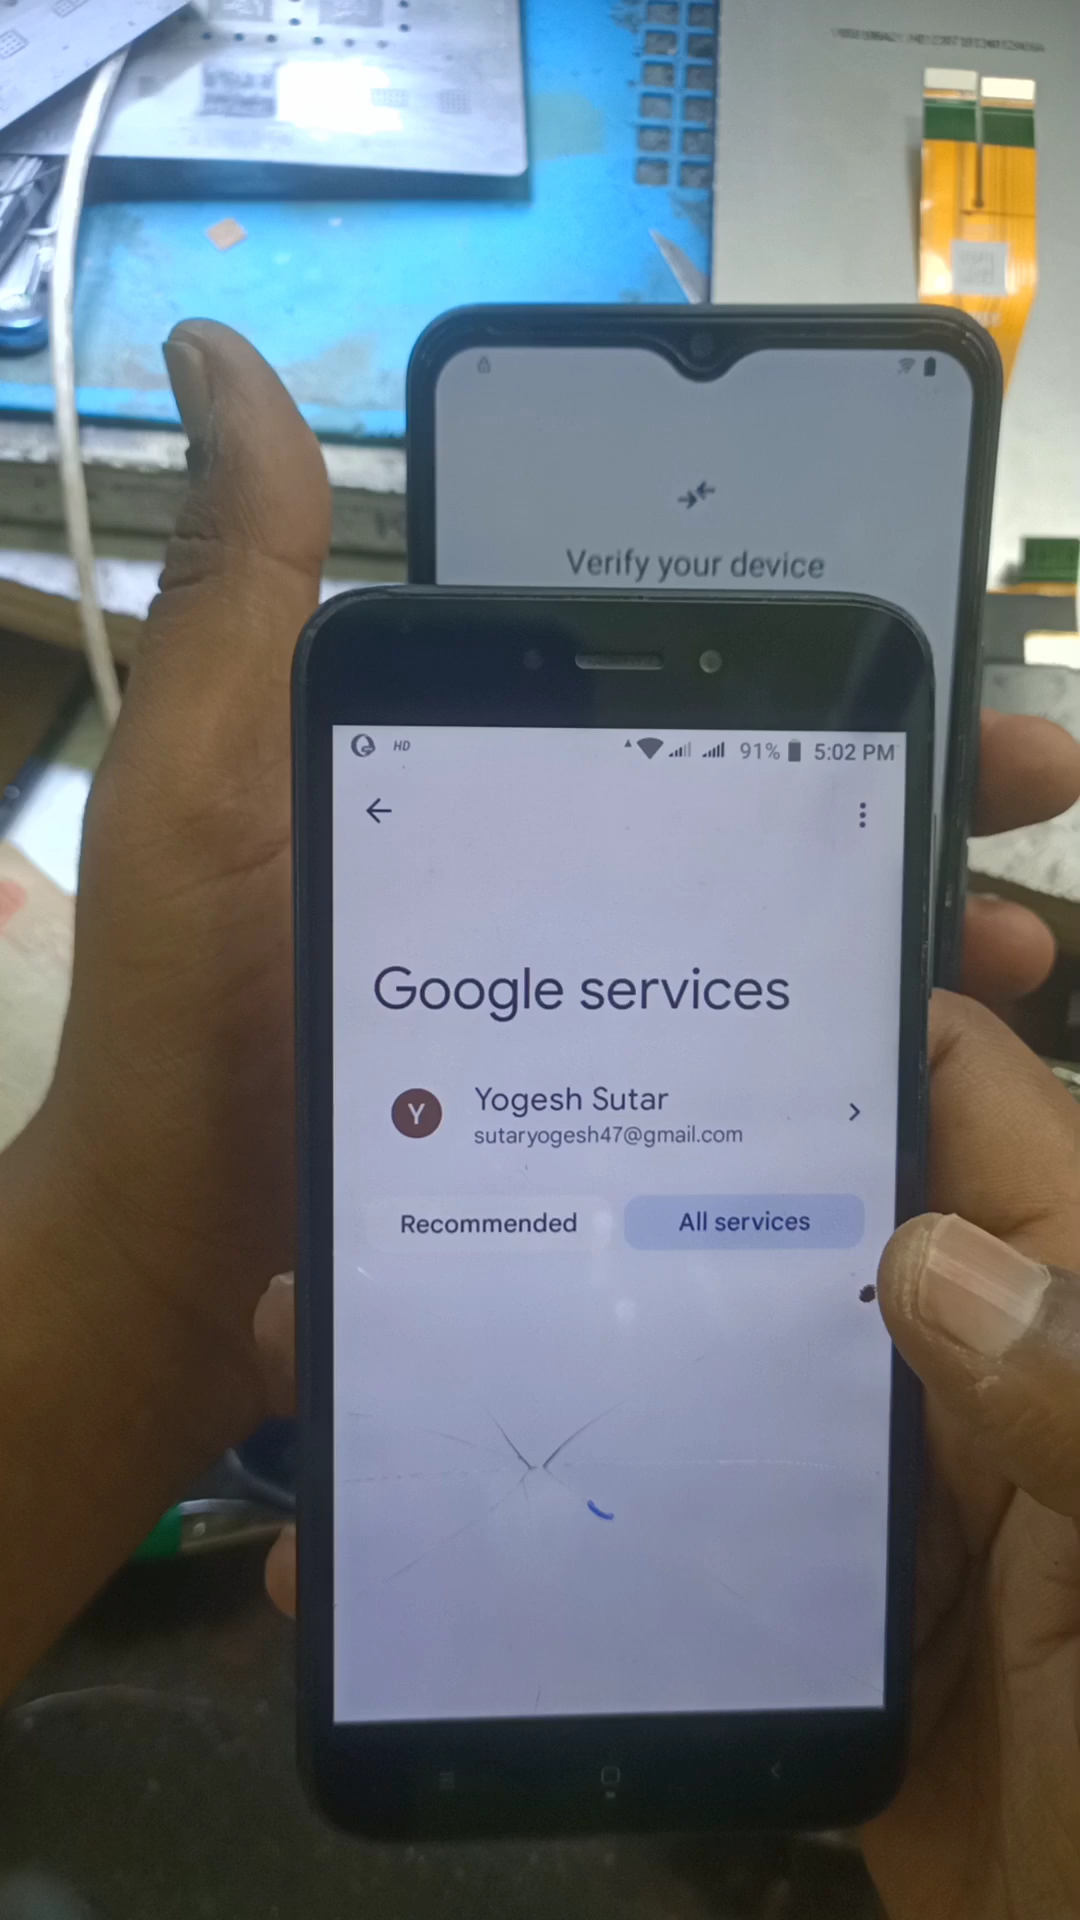 Verify your device
HD
91%
5:02 PM
Google services
Y
Yogesh Sutar
sutaryogesh47@gmail.com
Recommended
All services